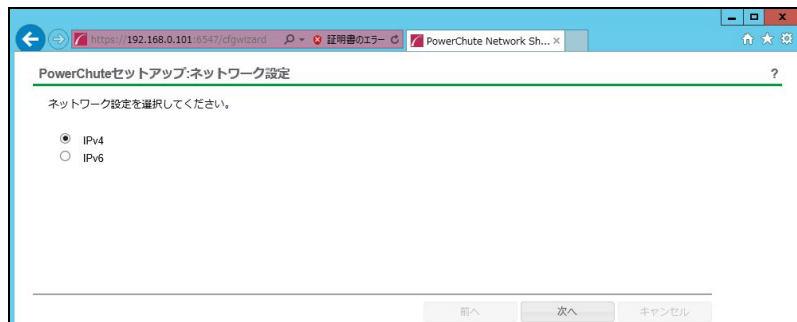 https://192.168.0.101:6547/cfgwizard 証明書のエラー PowerChute Network Sh... ×
PowerChuteセットアップ:ネットワーク設定 ?
ネットワーク設定を選択してください。
IPv4
IPv6
前へ 次へ キャンセル